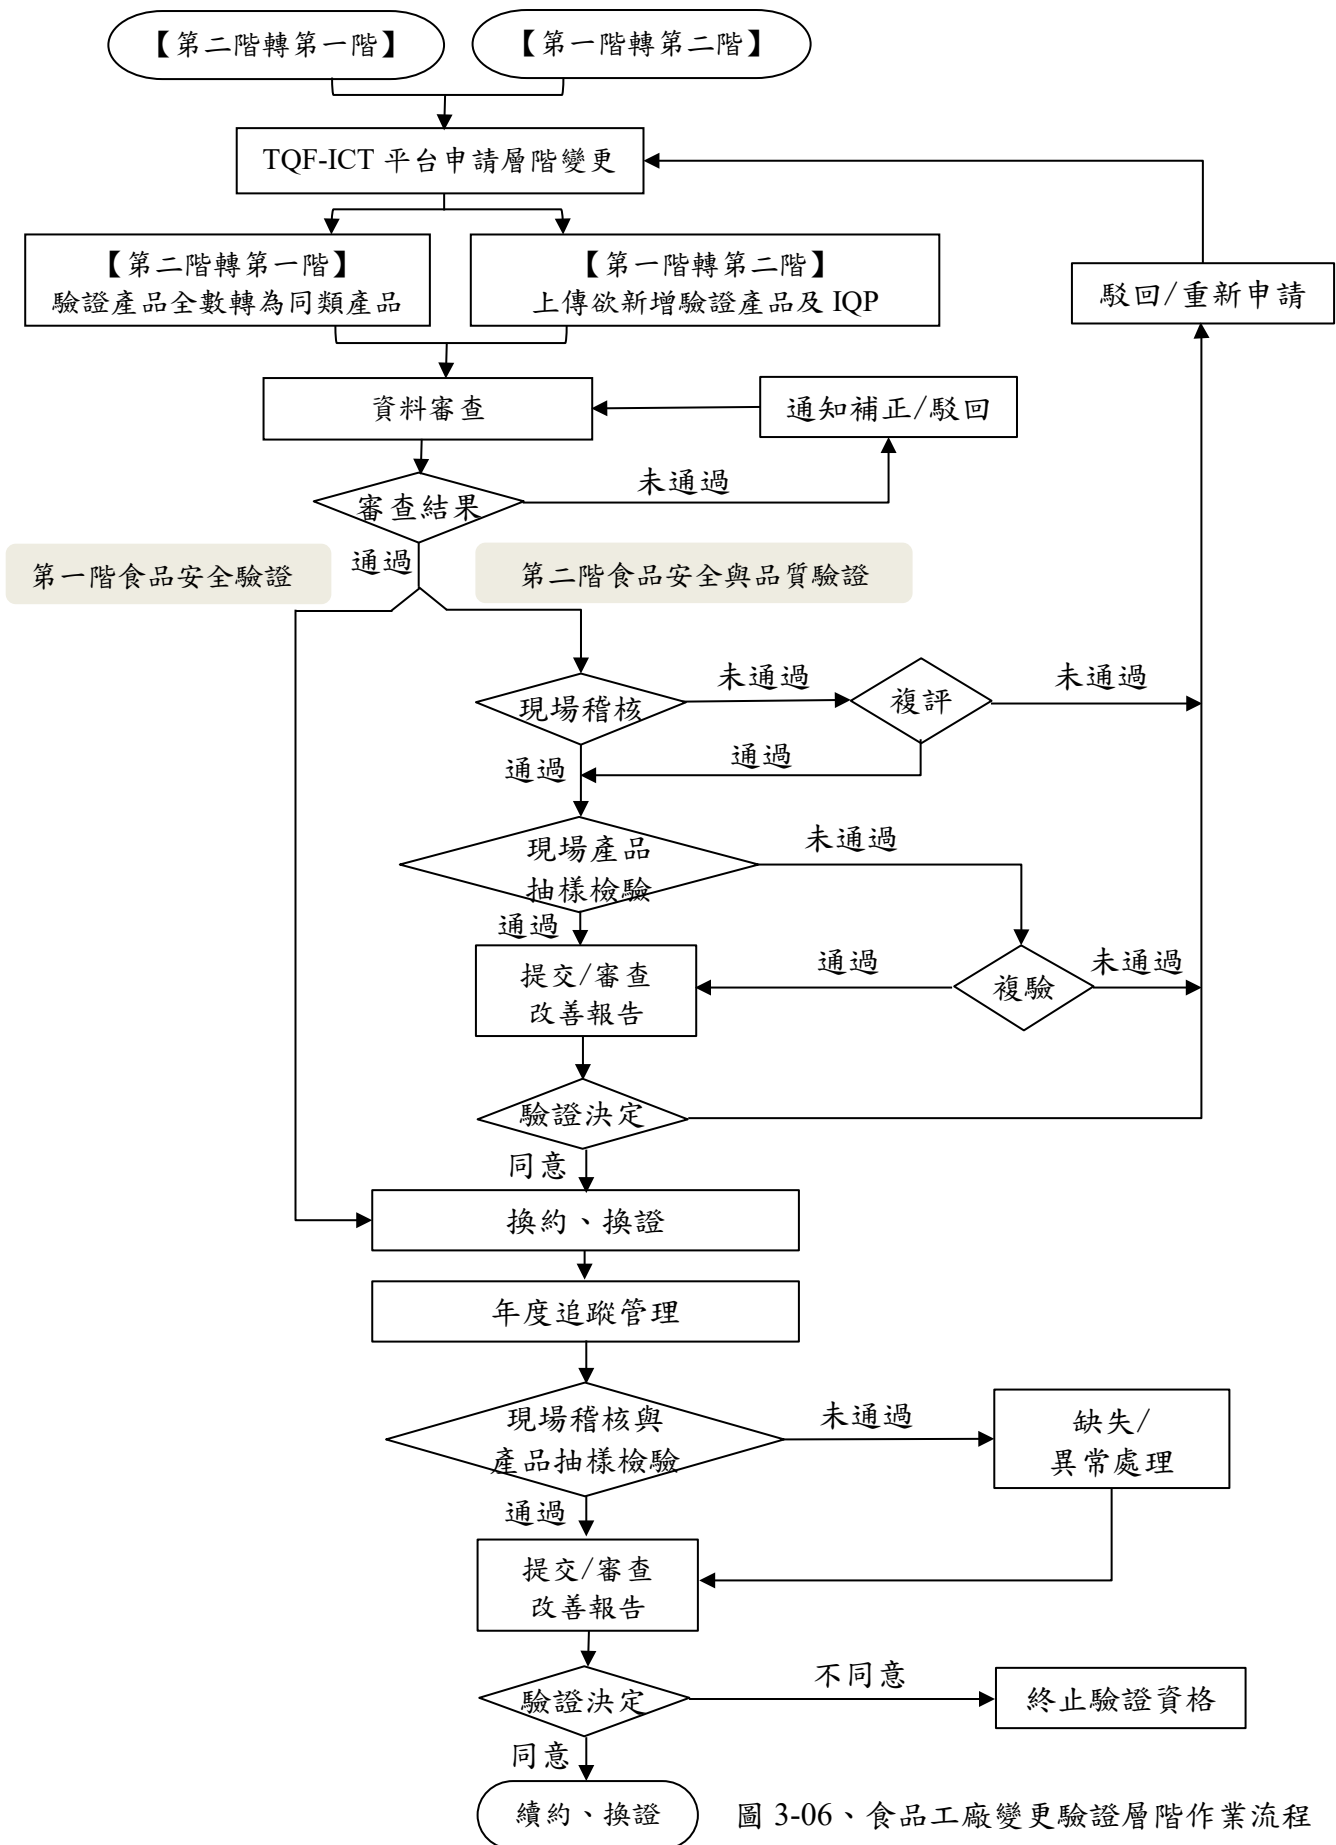 【第二階轉第一階】
【第一階轉第二階】
TQF-ICT 平台申請層階變更
【第二階轉第一階】
驗證產品全數轉為同類產品
【第一階轉第二階】
上傳欲新增驗證產品及 IQP
駁回/重新申請
資料審查
通知補正/駁回
審查結果
未通過
通過
第一階食品安全驗證
第二階食品安全與品質驗證
現場稽核
未通過
複評
未通過
通過
通過
現場產品
抽樣檢驗
未通過
通過
提交/審查
改善報告
通過
複驗
未通過
驗證決定
同意
換約、換證
年度追蹤管理
現場稽核與
產品抽樣檢驗
未通過
缺失/
異常處理
通過
提交/審查
改善報告
驗證決定
不同意
終止驗證資格
同意
續約、換證
圖 3-06、食品工廠變更驗證層階作業流程